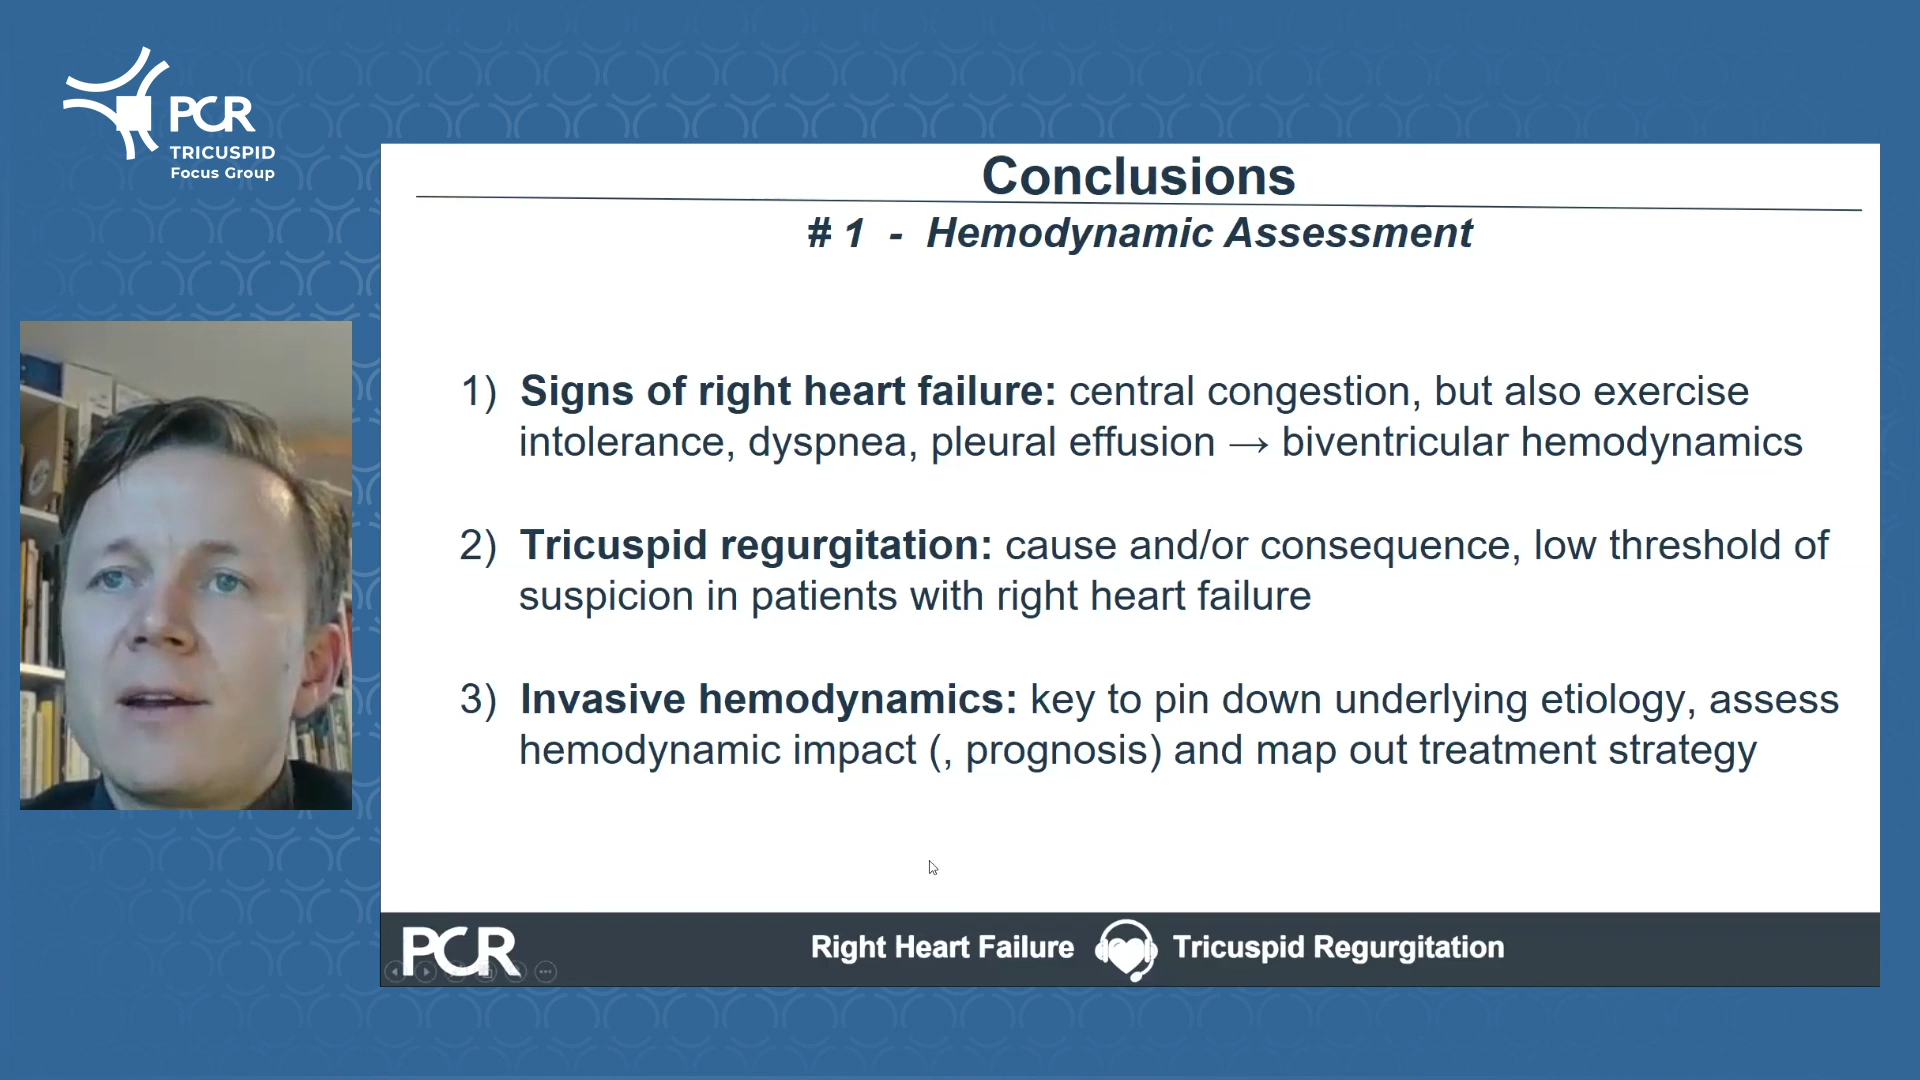 PCR
TRICUSPID
Focus Group
Conclusions
# 1 - Hemodynamic Assessment
1) Signs of right heart failure: central congestion, but also exercise
intolerance, dyspnea, pleural effusion → biventricular hemodynamics
2) Tricuspid regurgitation: cause and/or consequence, low threshold of
suspicion in patients with right heart failure
3) Invasive hemodynamics: key to pin down underlying etiology, assess
hemodynamic impact (, prognosis) and map out treatment strategy
PCR
Right Heart Failure Tricuspid Regurgitation